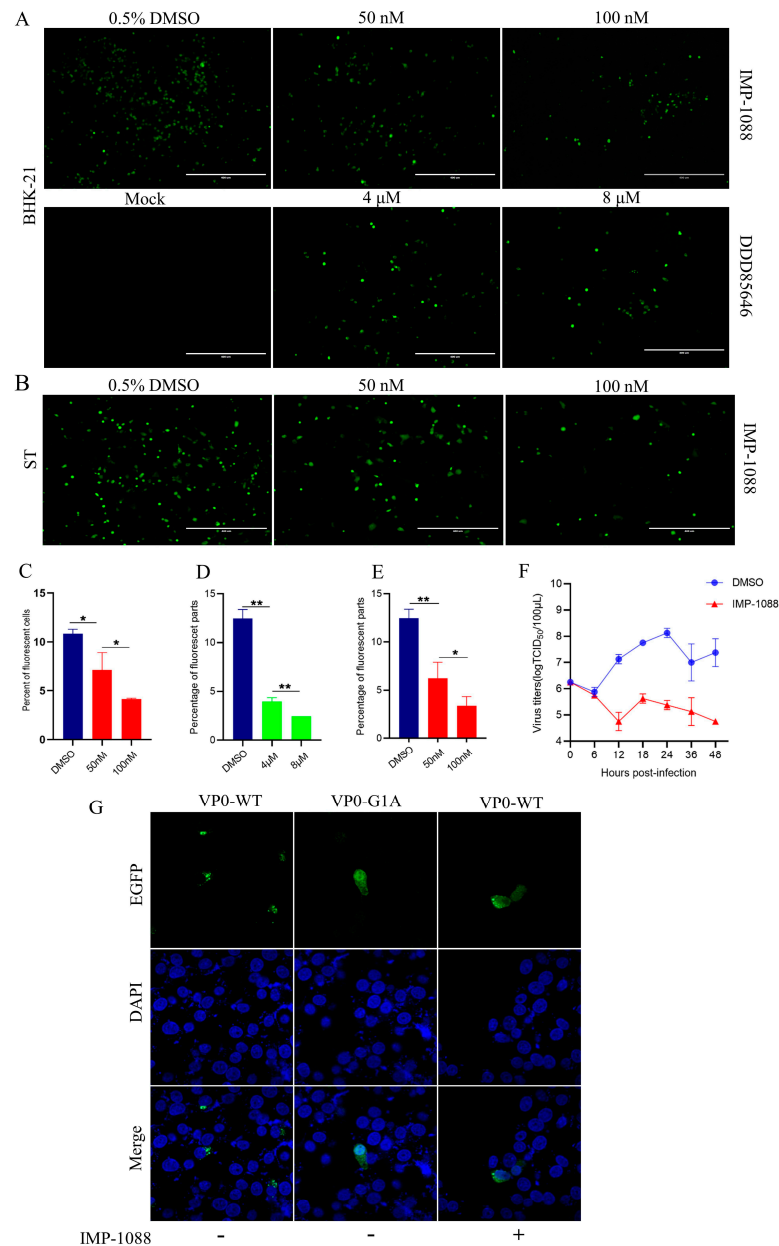 A
0.5% DMSO 50 nM 100 nM
BHK-21
IMP-1088
Mock 4 μM 8 μM
DDD85646
B
0.5% DMSO 50 nM 100 nM
ST
IMP-1088
C
Percent of fluorescent cells
15
10
5
0
DMSO 50nM 100nM
* *
D
Percentage of fluorescent parts
15
10
5
0
DMSO 4μM 8μM
** **
E
Percentage of fluorescent parts
15
10
5
0
DMSO 50nM 100nM
** *
F
DMSO
IMP-1088
Virus titers(logTCID50/100μL)
10
9
8
7
6
5
4
0 6 12 18 24 36 48
Hours post-infection
G
VP0-WT VP0-G1A VP0-WT
EGFP
DAPI
Merge
IMP-1088 - - +